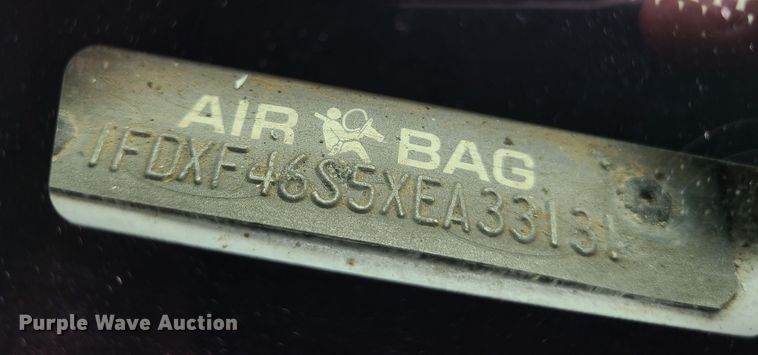 AIR BAG
1FDXF46S5XEA33131
Purple Wave Auction